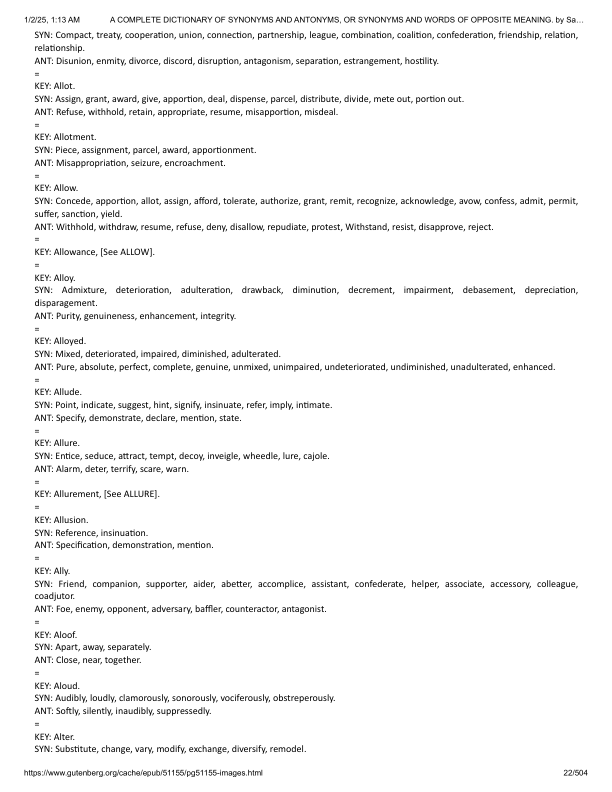 1/2/25, 1:13 AM A COMPLETE DICTIONARY OF SYNONYMS AND ANTONYMS, OR SYNONYMS AND WORDS OF OPPOSITE MEANING. by Sa…
SYN: Compact, treaty, cooperation, union, connection, partnership, league, combination, coalition, confederation, friendship, relation,
relationship.
ANT: Disunion, enmity, divorce, discord, disruption, antagonism, separation, estrangement, hostility.
=
KEY: Allot.
SYN: Assign, grant, award, give, apportion, deal, dispense, parcel, distribute, divide, mete out, portion out.
ANT: Refuse, withhold, retain, appropriate, resume, misapportion, misdeal.
=
KEY: Allotment.
SYN: Piece, assignment, parcel, award, apportionment.
ANT: Misappropriation, seizure, encroachment.
=
KEY: Allow.
SYN: Concede, apportion, allot, assign, afford, tolerate, authorize, grant, remit, recognize, acknowledge, avow, confess, admit, permit,
suffer, sanction, yield.
ANT: Withhold, withdraw, resume, refuse, deny, disallow, repudiate, protest, Withstand, resist, disapprove, reject.
=
KEY: Allowance, [See ALLOW].
=
KEY: Alloy.
SYN: Admixture, deterioration, adulteration, drawback, diminution, decrement, impairment, debasement, depreciation,
disparagement.
ANT: Purity, genuineness, enhancement, integrity.
=
KEY: Alloyed.
SYN: Mixed, deteriorated, impaired, diminished, adulterated.
ANT: Pure, absolute, perfect, complete, genuine, unmixed, unimpaired, undeteriorated, undiminished, unadulterated, enhanced.
=
KEY: Allude.
SYN: Point, indicate, suggest, hint, signify, insinuate, refer, imply, intimate.
ANT: Specify, demonstrate, declare, mention, state.
=
KEY: Allure.
SYN: Entice, seduce, attract, tempt, decoy, inveigle, wheedle, lure, cajole.
ANT: Alarm, deter, terrify, scare, warn.
=
KEY: Allurement, [See ALLURE].
=
KEY: Allusion.
SYN: Reference, insinuation.
ANT: Specification, demonstration, mention.
=
KEY: Ally.
SYN: Friend, companion, supporter, aider, abetter, accomplice, assistant, confederate, helper, associate, accessory, colleague,
coadjutor.
ANT: Foe, enemy, opponent, adversary, baffler, counteractor, antagonist.
=
KEY: Aloof.
SYN: Apart, away, separately.
ANT: Close, near, together.
=
KEY: Aloud.
SYN: Audibly, loudly, clamorously, sonorously, vociferously, obstreperously.
ANT: Softly, silently, inaudibly, suppressedly.
=
KEY: Alter.
SYN: Substitute, change, vary, modify, exchange, diversify, remodel.
https://www.gutenberg.org/cache/epub/51155/pg51155-images.html 22/504